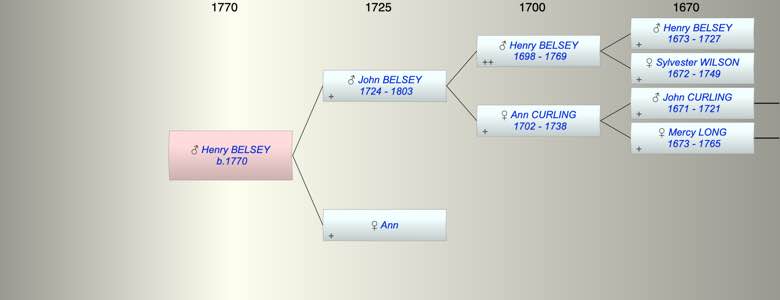 1770 1725 1700 1670
♂ Henry BELSEY
1673 - 1727
+
♂ Henry BELSEY
1698 - 1769
++
♀ Sylvester WILSON
1672 - 1749
+
♂ John BELSEY
1724 - 1803
+
♂ John CURLING
1671 - 1721
+
♀ Ann CURLING
1702 - 1738
+
♀ Mercy LONG
1673 - 1765
+
♂ Henry BELSEY
b.1770
♀ Ann
+